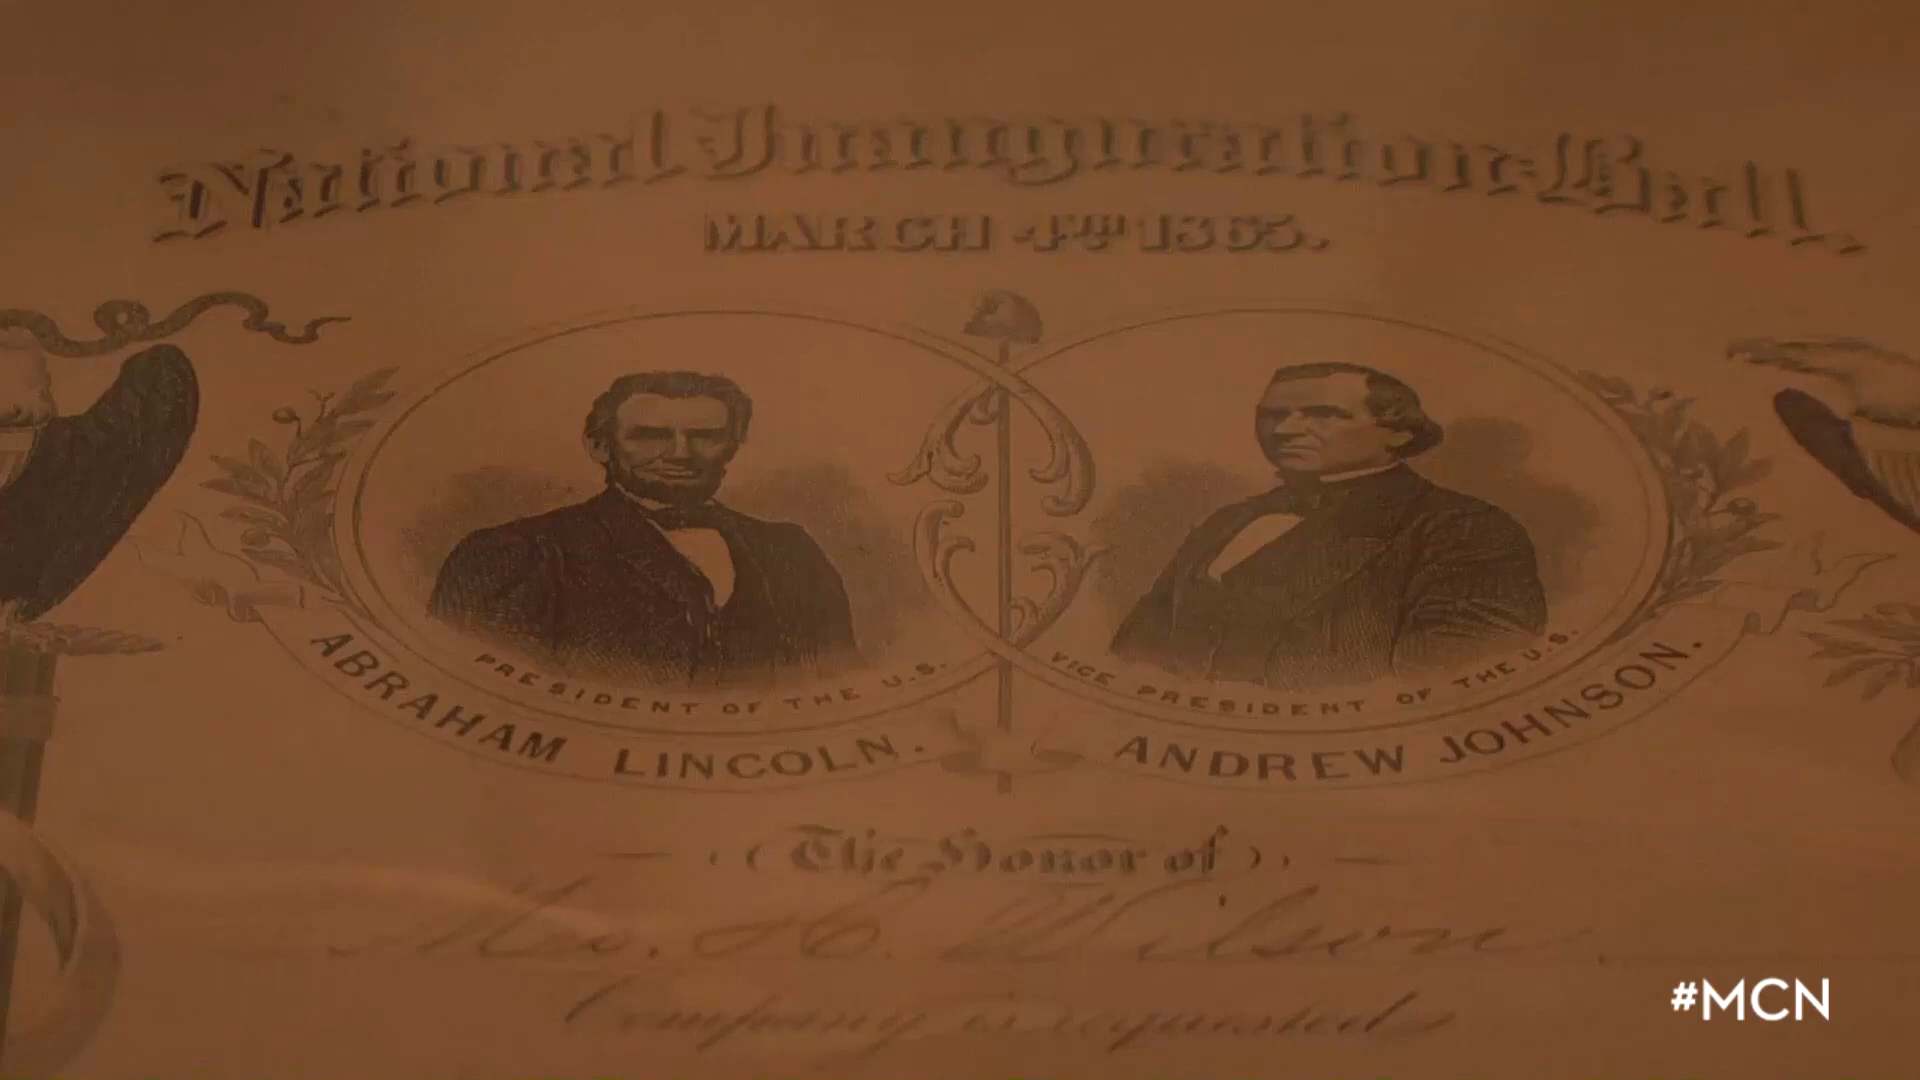 National Inauguration Ball,
MARCH 4TH 1865.
PRESIDENT OF THE U.S.
ABRAHAM LINCOLN.
VICE PRESIDENT OF THE U.S.
ANDREW JOHNSON.
The Honor of
Wilson
Company is requested
#MCN